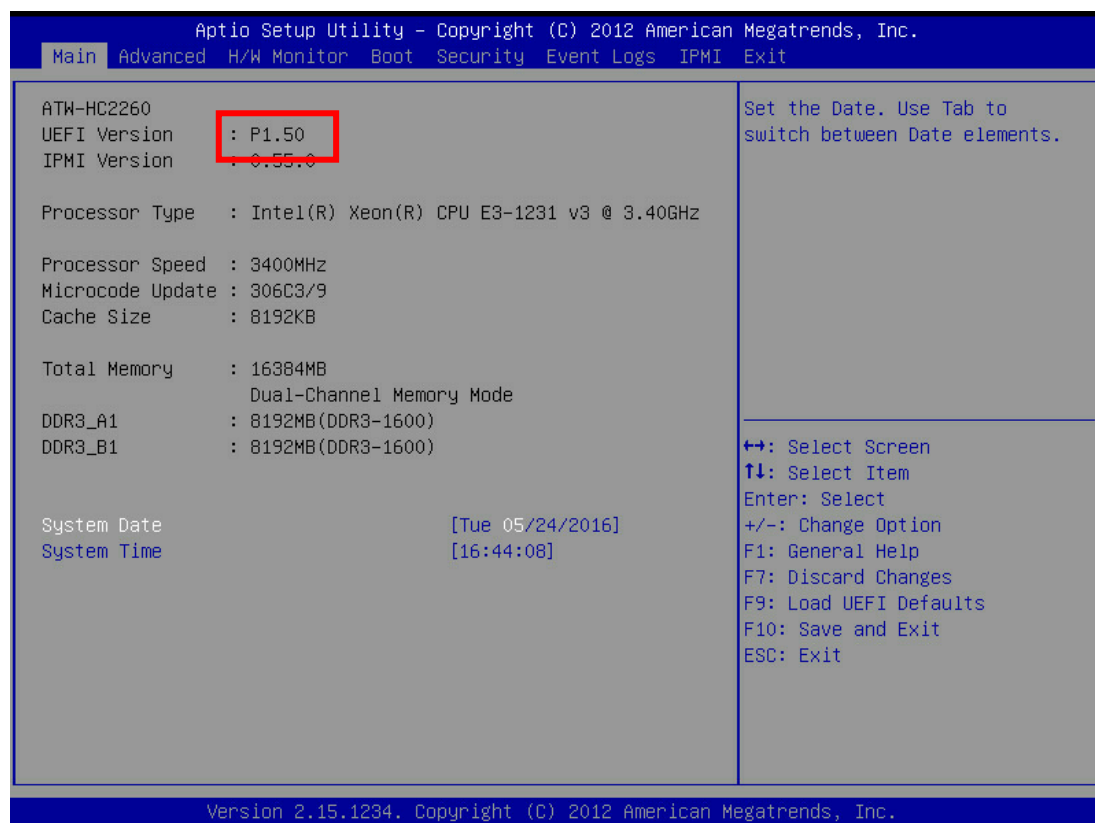 Aptio Setup Utility – Copyright (C) 2012 American Megatrends, Inc.
Main Advanced H/W Monitor Boot Security Event Logs IPMI Exit
ATW-HC2260
UEFI Version : P1.50
IPMI Version : 0.55.0
Processor Type : Intel(R) Xeon(R) CPU E3-1231 v3 @ 3.40GHz
Processor Speed : 3400MHz
Microcode Update : 306C3/9
Cache Size : 8192KB
Total Memory : 16384MB
Dual-Channel Memory Mode
DDR3_A1 : 8192MB(DDR3-1600)
DDR3_B1 : 8192MB(DDR3-1600)
System Date [Tue 05/24/2016]
System Time [16:44:08]
Set the Date. Use Tab to
switch between Date elements.
↔: Select Screen
↑↓: Select Item
Enter: Select
+/-: Change Option
F1: General Help
F7: Discard Changes
F9: Load UEFI Defaults
F10: Save and Exit
ESC: Exit
Version 2.15.1234. Copyright (C) 2012 American Megatrends, Inc.